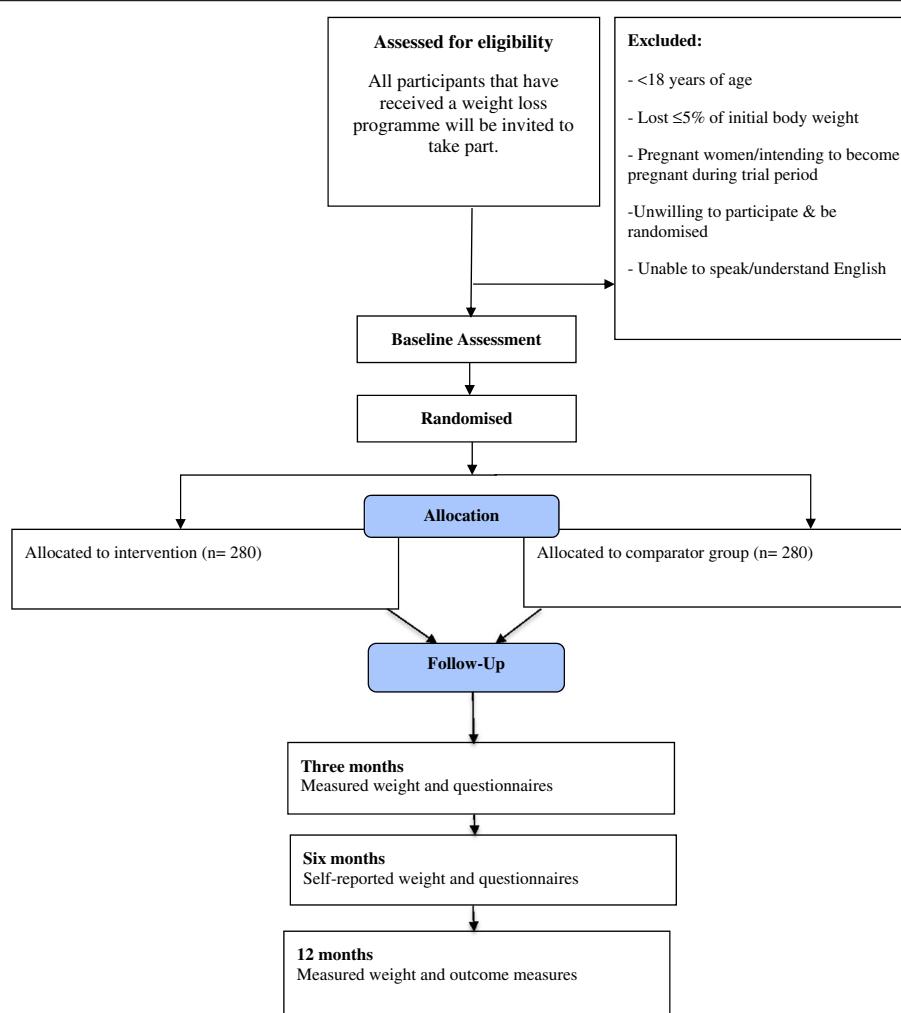 Assessed for eligibility
All participants that have
received a weight loss
programme will be invited to
take part.
Excluded:
- <18 years of age
- Lost ≤5% of initial body weight
- Pregnant women/intending to become
pregnant during trial period
-Unwilling to participate & be
randomised
- Unable to speak/understand English
Baseline Assessment
Randomised
Allocation
Allocated to intervention (n= 280)
Allocated to comparator group (n= 280)
Follow-Up
Three months
Measured weight and questionnaires
Six months
Self-reported weight and questionnaires
12 months
Measured weight and outcome measures